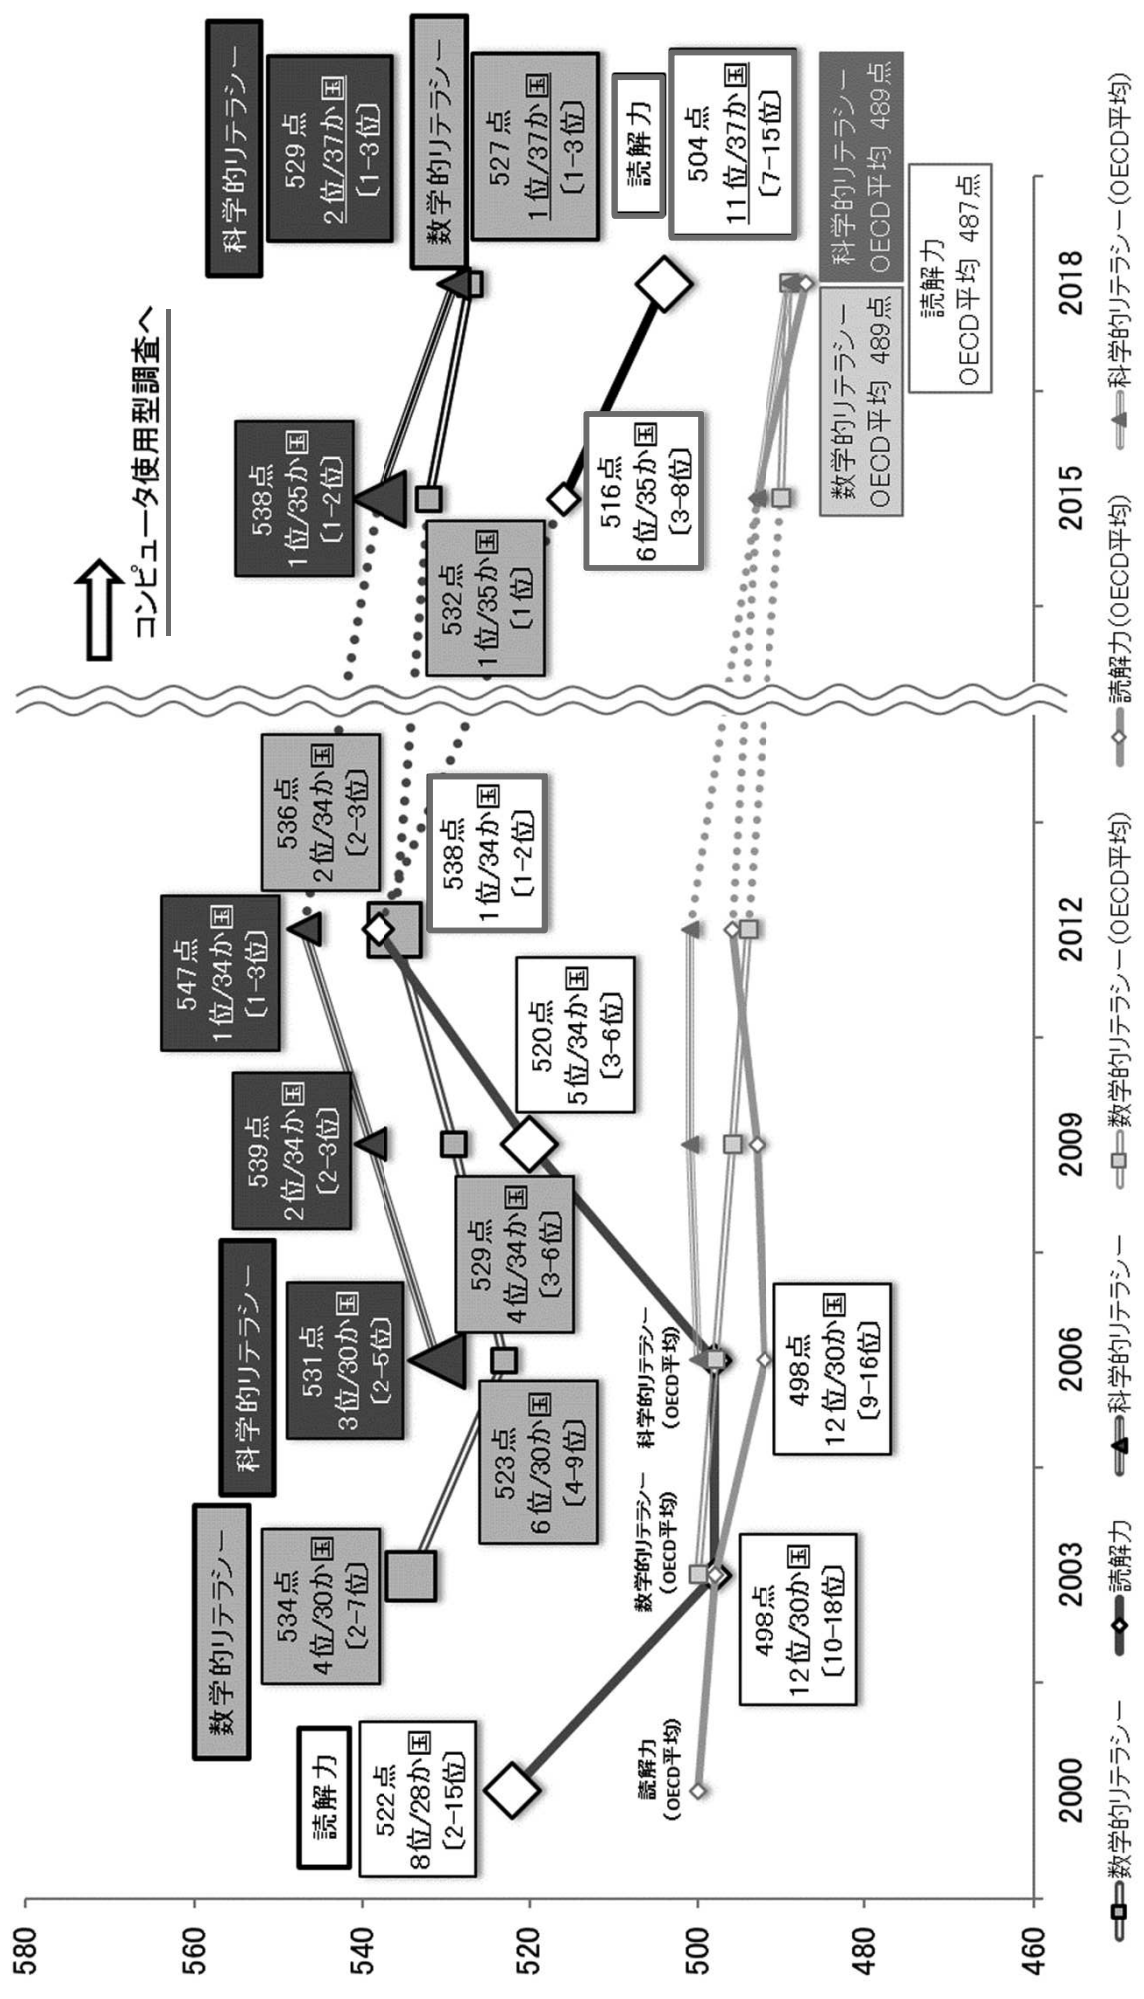 コンピュータ使用型調査へ
580
560
540
520
500
480
460
読解力
522点
8位/28か国
〔2−15位〕
数学的リテラシー
534点
4位/30か国
〔2−7位〕
498点
12位/30か国
〔10−18位〕
科学的リテラシー
531点
3位/30か国
〔2−5位〕
523点
6位/30か国
〔4−9位〕
498点
12位/30か国
〔9−16位〕
539点
2位/34か国
〔2−3位〕
529点
4位/34か国
〔3−6位〕
520点
5位/34か国
〔3−6位〕
547点
1位/34か国
〔1−3位〕
536点
2位/34か国
〔2−3位〕
538点
1位/34か国
〔1−2位〕
538点
1位/35か国
〔1−2位〕
532点
1位/35か国
〔1位〕
516点
6位/35か国
〔3−8位〕
科学的リテラシー
529点
2位/37か国
〔1−3位〕
数学的リテラシー
527点
1位/37か国
〔1−3位〕
読解力
504点
11位/37か国
〔7−15位〕
読解力
(OECD平均)
数学的リテラシー
(OECD平均)
科学的リテラシー
(OECD平均)
数学的リテラシー
OECD平均 489点
科学的リテラシー
OECD平均 489点
読解力
OECD平均 487点
2000
2003
2006
2009
2012
2015
2018
数学的リテラシー
読解力
科学的リテラシー
数学的リテラシー(OECD平均)
読解力(OECD平均)
科学的リテラシー(OECD平均)